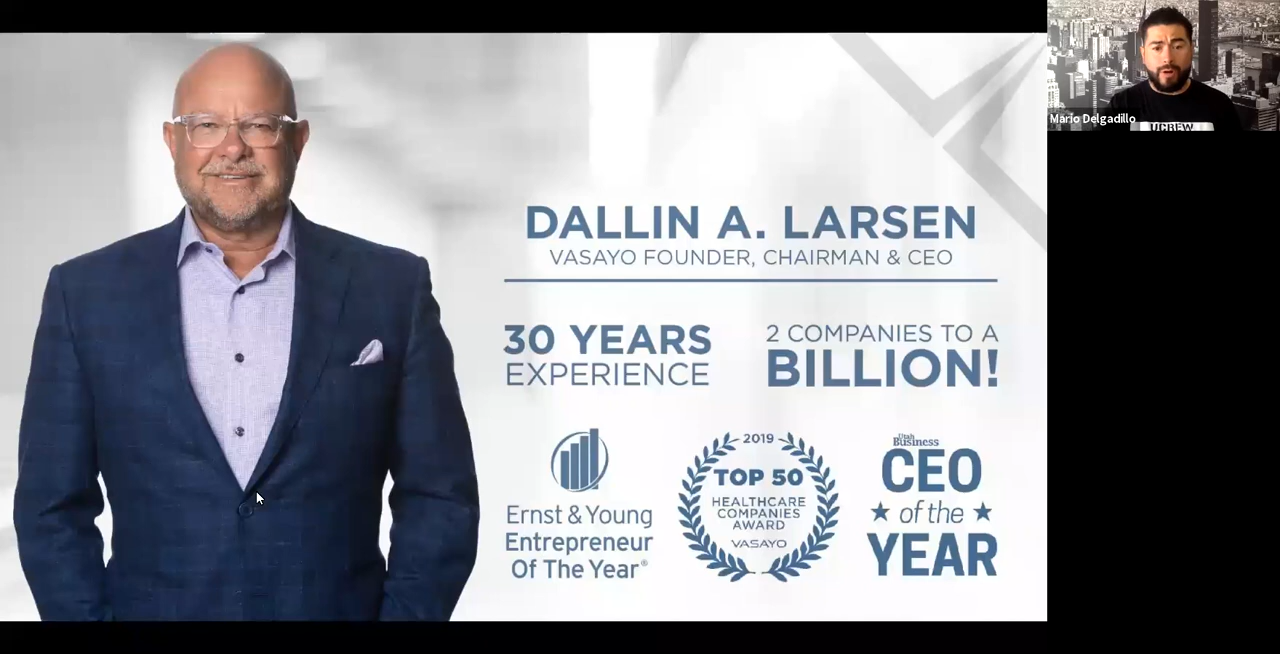 DALLIN A. LARSEN
VASAYO FOUNDER, CHAIRMAN & CEO
30 YEARS
EXPERIENCE
2 COMPANIES TO A
BILLION!
Ernst & Young
Entrepreneur
Of The Year®
2019
TOP 50
HEALTHCARE
COMPANIES
AWARD
VASAYO
Utah
Business
CEO
of the
YEAR
Mario Delgadillo
UCREW